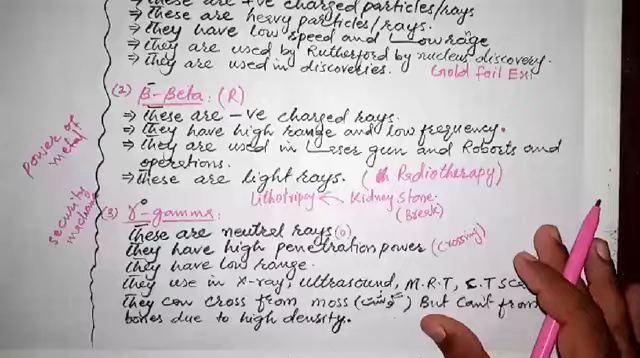 ⇒ These are +ve charged particles/rays
⇒ These are heavy particles/rays.
⇒ They have low speed and Low range
⇒ They are used by Rutherford by nucleus discovery.
⇒ They are used in discoveries. Gold foil Exi
(2) β-Beta: (R)
⇒ These are -ve charged rays.
⇒ They have high range and low frequency.
⇒ They are used in Leser gun and Roborts and
operations.
⇒ These are light rays. (Radiotherapy)
Lithotripsy ← Kidney Stone
(Break)
(3) γ°-gamma:
These are neutral rays (0)
They have high penetration power (Crossing)
They have low range.
They use in X-ray, ultrasound, M.R.T, C.T SC
They can cross from moss (گوشت) But can't from
bones due to high density.
power of
metal
security